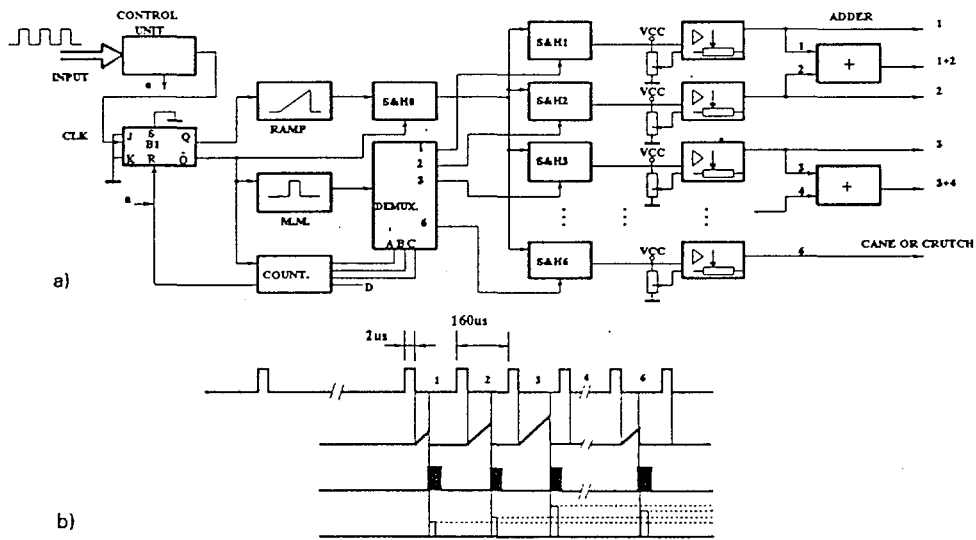 CONTROL
UNIT
INPUT
a
CLK
J S Q
B1
K R Q
a
RAMP
S&H0
M.M.
1
2
3
6
DEMUX.
A B C
COUNT.
D
S&H1
S&H2
S&H3
S&H6
VCC
VCC
VCC
VCC
ADDER
1
2
+
3
4
+
1
1+2
2
3
3+4
6
CANE OR CRUTCH
a)
2us
160us
1 2 3 4 6
b)